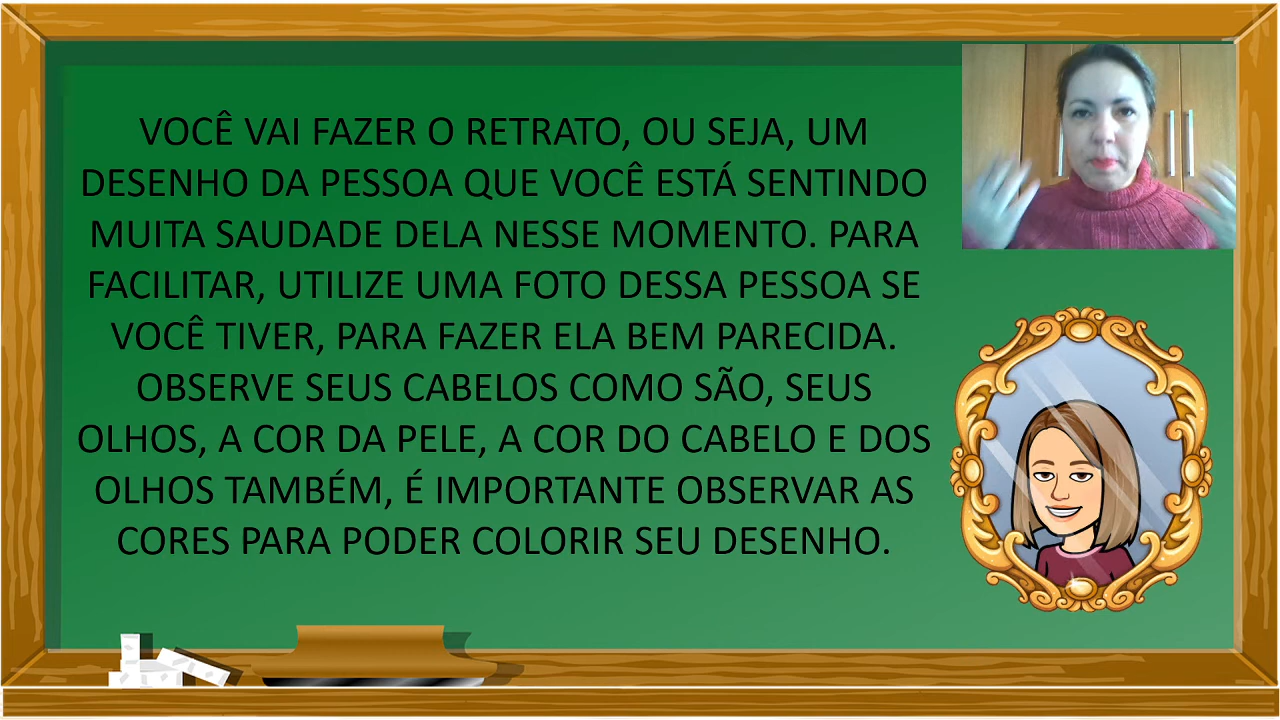 VOCÊ VAI FAZER O RETRATO, OU SEJA, UM
DESENHO DA PESSOA QUE VOCÊ ESTÁ SENTINDO
MUITA SAUDADE DELA NESSE MOMENTO. PARA
FACILITAR, UTILIZE UMA FOTO DESSA PESSOA SE
VOCÊ TIVER, PARA FAZER ELA BEM PARECIDA.
OBSERVE SEUS CABELOS COMO SÃO, SEUS
OLHOS, A COR DA PELE, A COR DO CABELO E DOS
OLHOS TAMBÉM, É IMPORTANTE OBSERVAR AS
CORES PARA PODER COLORIR SEU DESENHO.